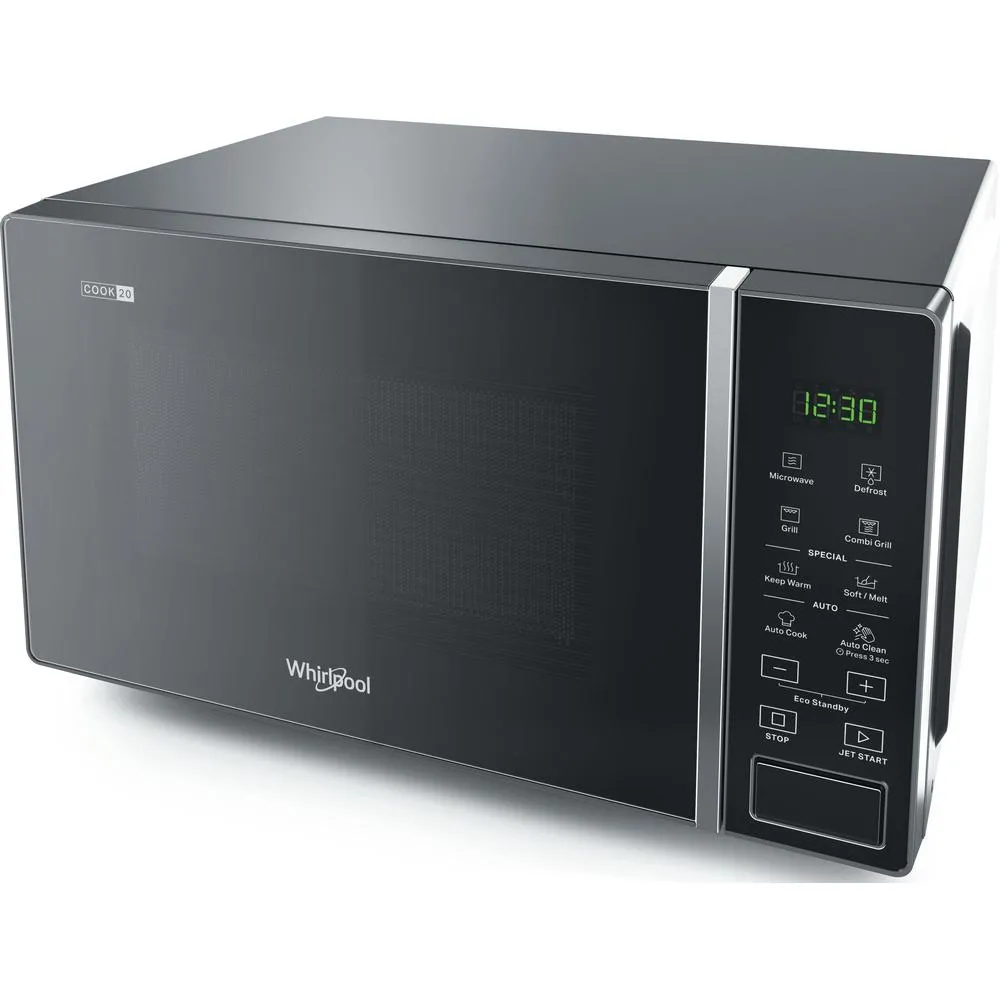 COOK 20
Whirlpool
12:30
Microwave
Defrost
Grill
Combi Grill
SPECIAL
Keep Warm
Soft / Melt
AUTO
Auto Cook
Auto Clean
Press 3 sec
Eco Standby
STOP
JET START